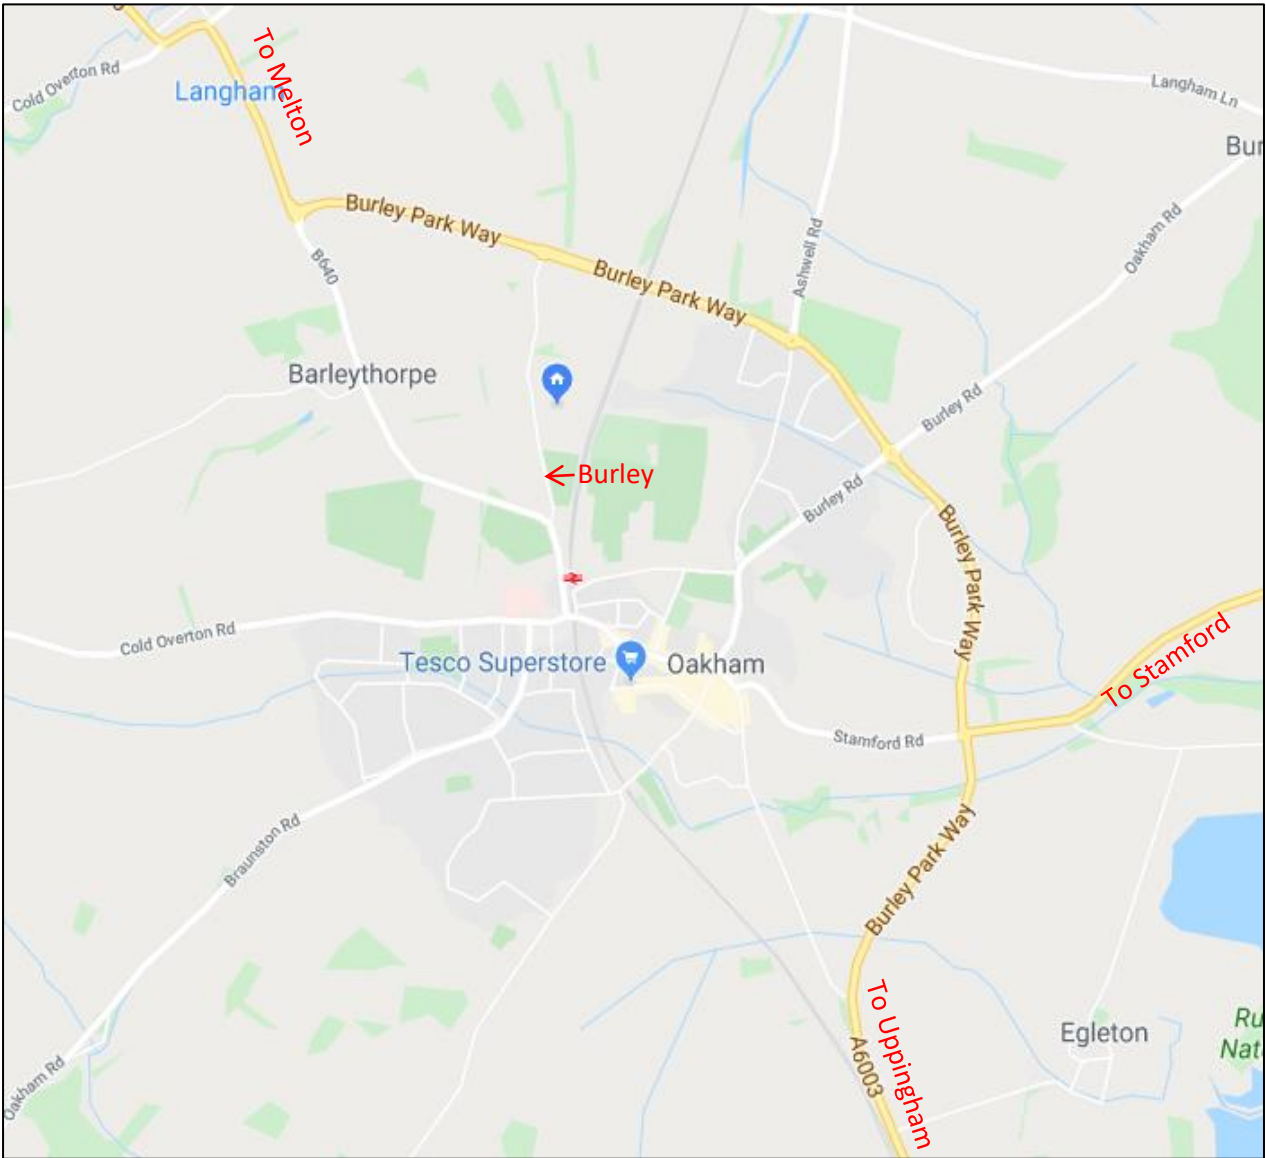 Cold Overton Rd
Langham
To Melton
Langham Ln
Bur
Burley Park Way
Burley Park Way
B640
Ashwell Rd
Oakham Rd
Barleythorpe
Burley Rd
Burley
Burley Rd
Burley Park Way
Cold Overton Rd
Tesco Superstore
Oakham
To Stamford
Stamford Rd
Braunston Rd
Burley Park Way
To Uppingham
A6003
Egleton
Ru
Nat
Oakham Rd